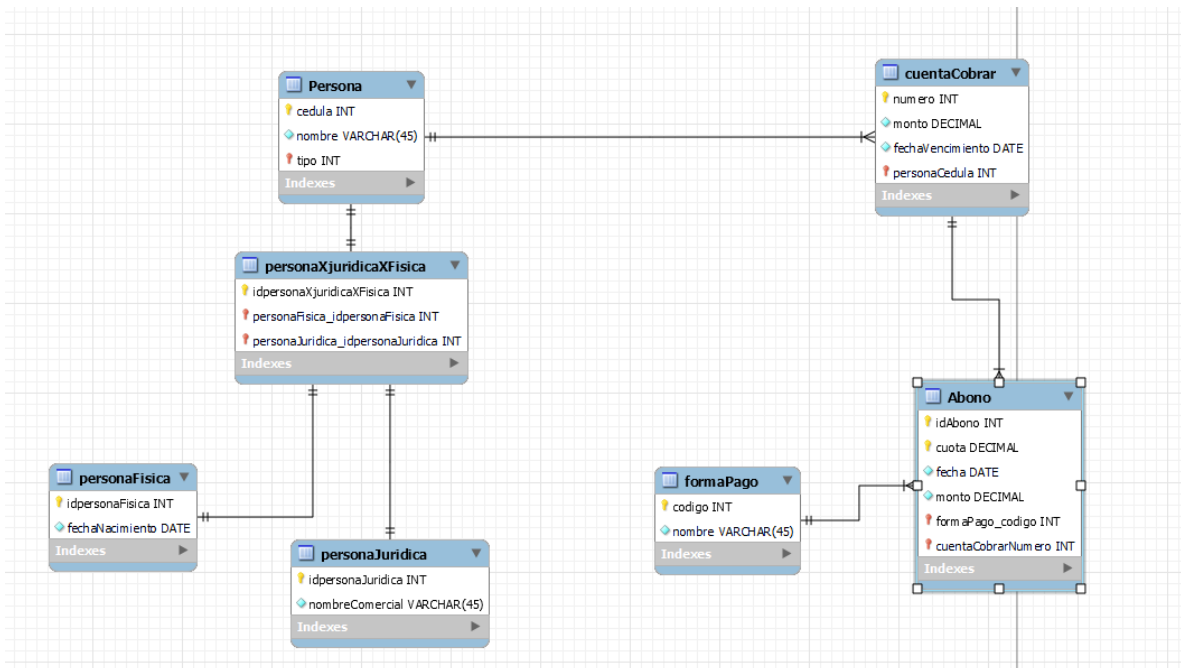 Persona
cedula INT
nombre VARCHAR(45)
tipo INT
Indexes
cuentaCobrar
numero INT
monto DECIMAL
fechaVencimiento DATE
personaCedula INT
Indexes
personaXjuridicaXFisica
idpersonaXjuridicaXFisica INT
personaFisica_idpersonaFisica INT
personaJuridica_idpersonaJuridica INT
Indexes
personaFisica
idpersonaFisica INT
fechaNacimiento DATE
Indexes
personaJuridica
idpersonaJuridica INT
nombreComercial VARCHAR(45)
Indexes
formaPago
codigo INT
nombre VARCHAR(45)
Indexes
Abono
idAbono INT
cuota DECIMAL
fecha DATE
monto DECIMAL
formaPago_codigo INT
cuentaCobrarNumero INT
Indexes